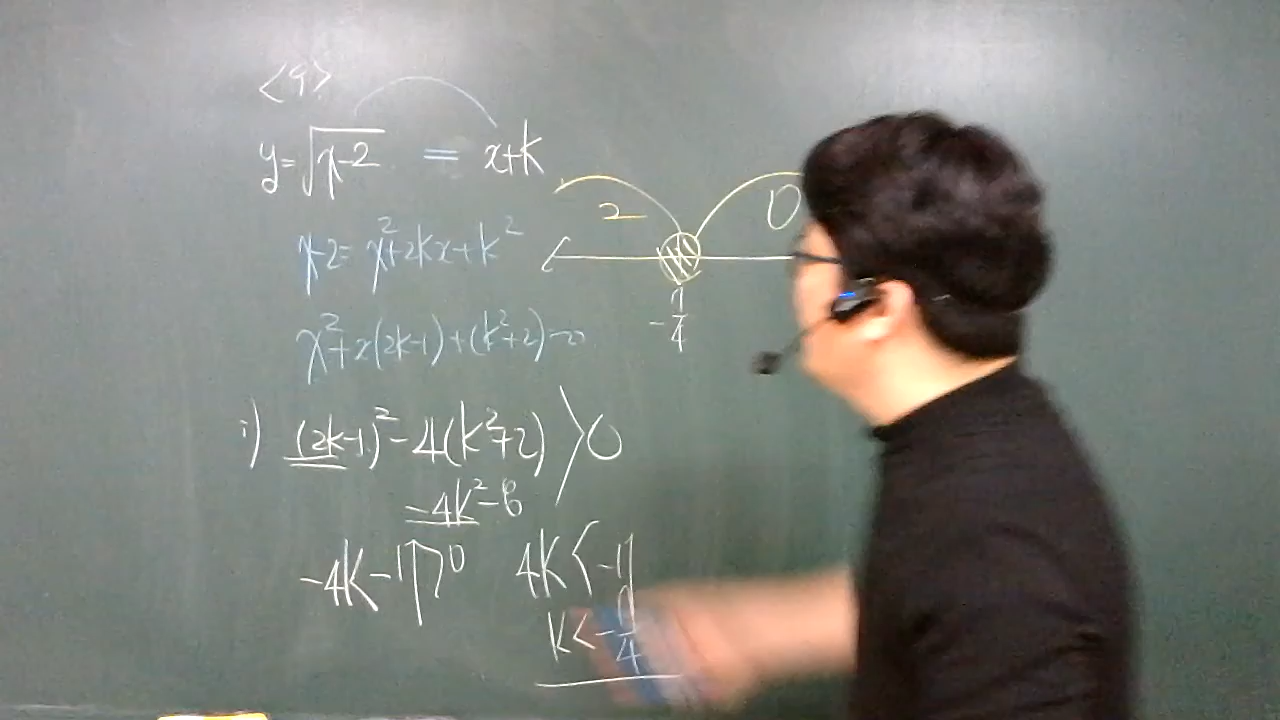 <9>
y=√x-2 = x+k
x-2=x²+2kx+k²
x²+x(2k-1)+(k²+2)=0
i) (2k-1)²-4(k²+2) >0
-4k²-8
-4k-7>0 4k<-7
k<-7/4
2 0
-7/4